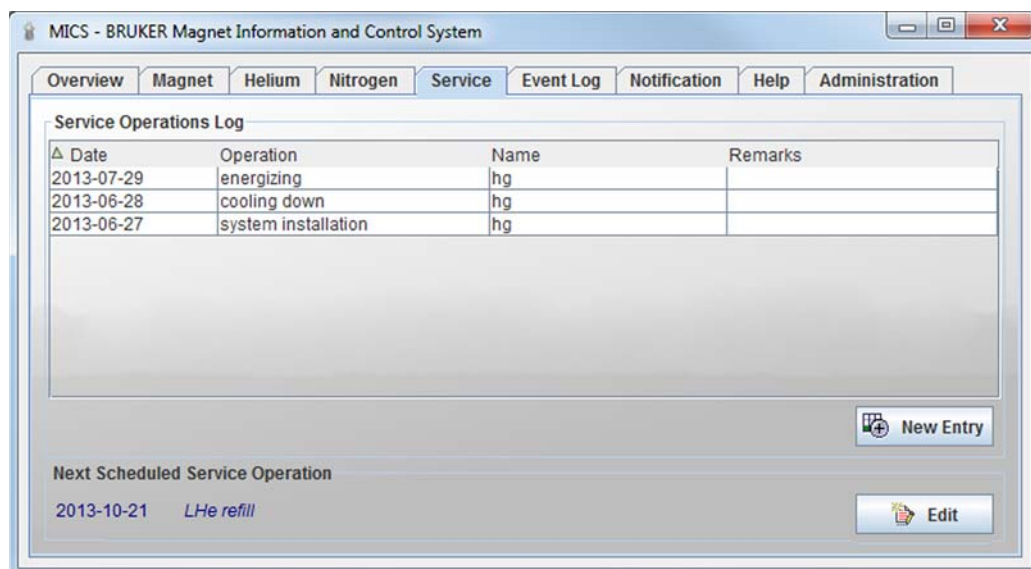 MICS - BRUKER Magnet Information and Control System
Overview Magnet Helium Nitrogen Service Event Log Notification Help Administration
Service Operations Log
Date Operation Name Remarks
2013-07-29 energizing hg
2013-06-28 cooling down hg
2013-06-27 system installation hg
New Entry
Next Scheduled Service Operation
2013-10-21 LHe refill
Edit